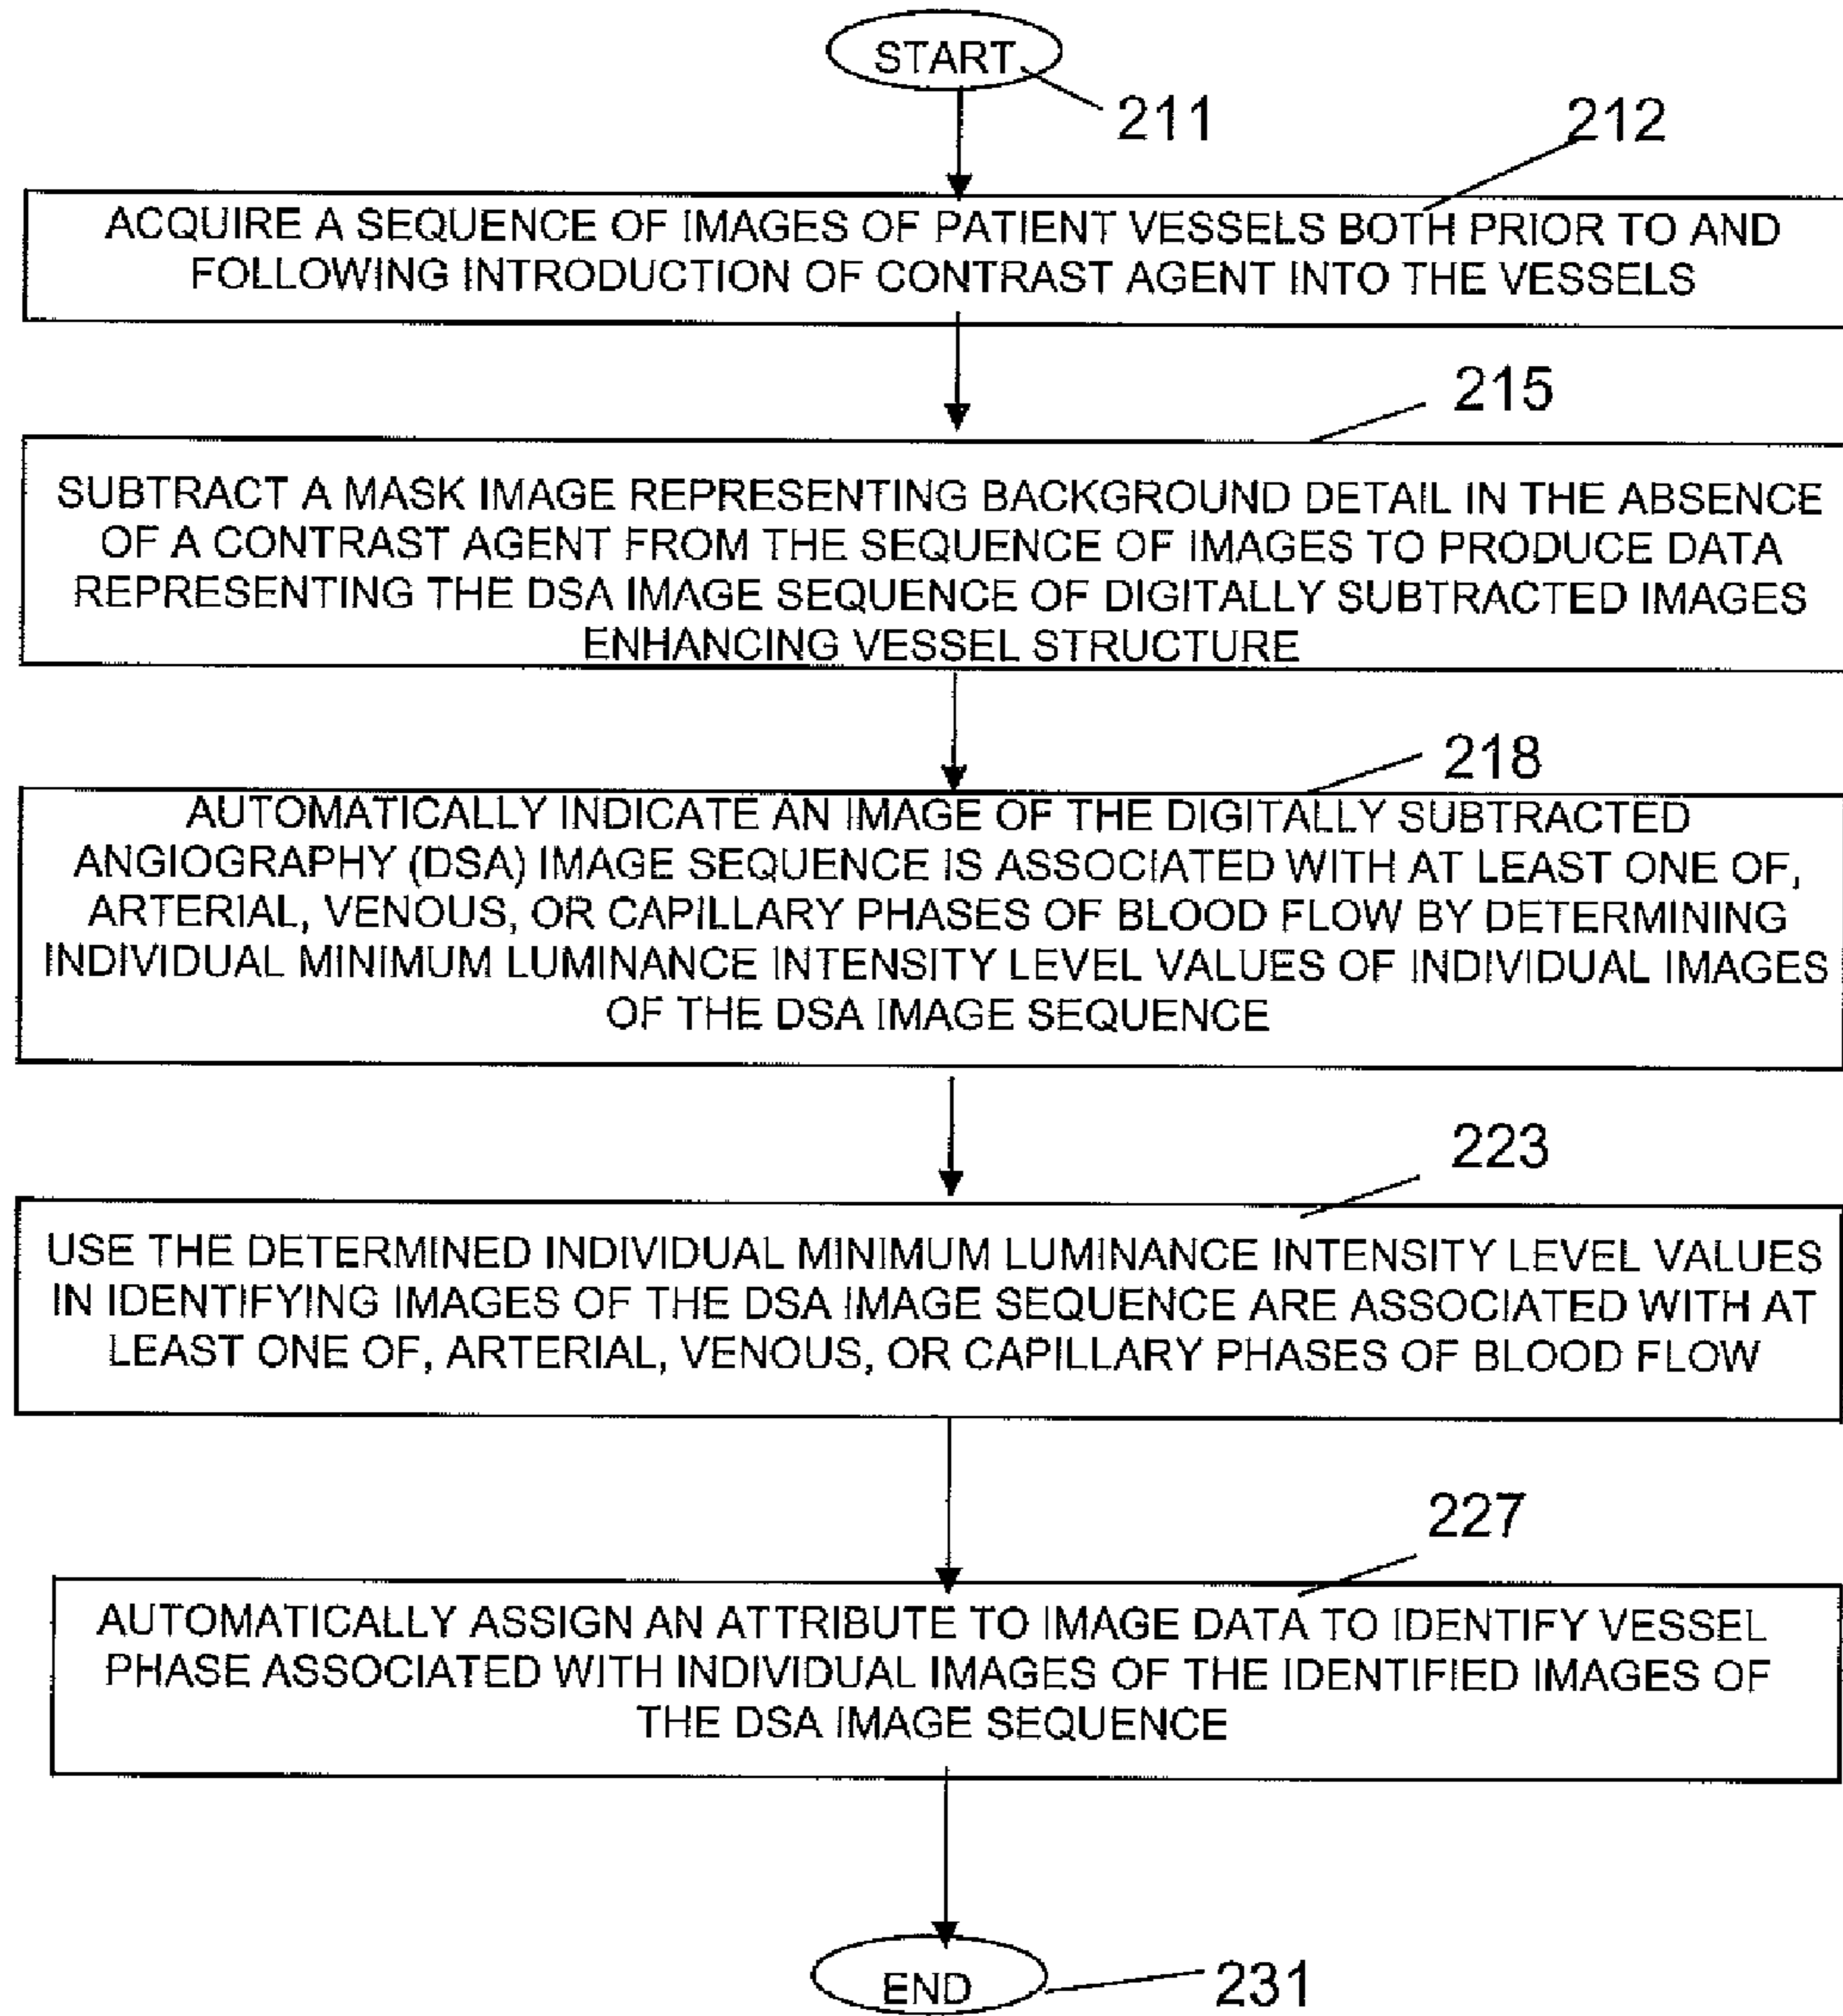 START
211
212
ACQUIRE A SEQUENCE OF IMAGES OF PATIENT VESSELS BOTH PRIOR TO AND
FOLLOWING INTRODUCTION OF CONTRAST AGENT INTO THE VESSELS
215
SUBTRACT A MASK IMAGE REPRESENTING BACKGROUND DETAIL IN THE ABSENCE
OF A CONTRAST AGENT FROM THE SEQUENCE OF IMAGES TO PRODUCE DATA
REPRESENTING THE DSA IMAGE SEQUENCE OF DIGITALLY SUBTRACTED IMAGES
ENHANCING VESSEL STRUCTURE
218
AUTOMATICALLY INDICATE AN IMAGE OF THE DIGITALLY SUBTRACTED
ANGIOGRAPHY (DSA) IMAGE SEQUENCE IS ASSOCIATED WITH AT LEAST ONE OF,
ARTERIAL, VENOUS, OR CAPILLARY PHASES OF BLOOD FLOW BY DETERMINING
INDIVIDUAL MINIMUM LUMINANCE INTENSITY LEVEL VALUES OF INDIVIDUAL IMAGES
OF THE DSA IMAGE SEQUENCE
223
USE THE DETERMINED INDIVIDUAL MINIMUM LUMINANCE INTENSITY LEVEL VALUES
IN IDENTIFYING IMAGES OF THE DSA IMAGE SEQUENCE ARE ASSOCIATED WITH AT
LEAST ONE OF, ARTERIAL, VENOUS, OR CAPILLARY PHASES OF BLOOD FLOW
227
AUTOMATICALLY ASSIGN AN ATTRIBUTE TO IMAGE DATA TO IDENTIFY VESSEL
PHASE ASSOCIATED WITH INDIVIDUAL IMAGES OF THE IDENTIFIED IMAGES OF
THE DSA IMAGE SEQUENCE
END
231